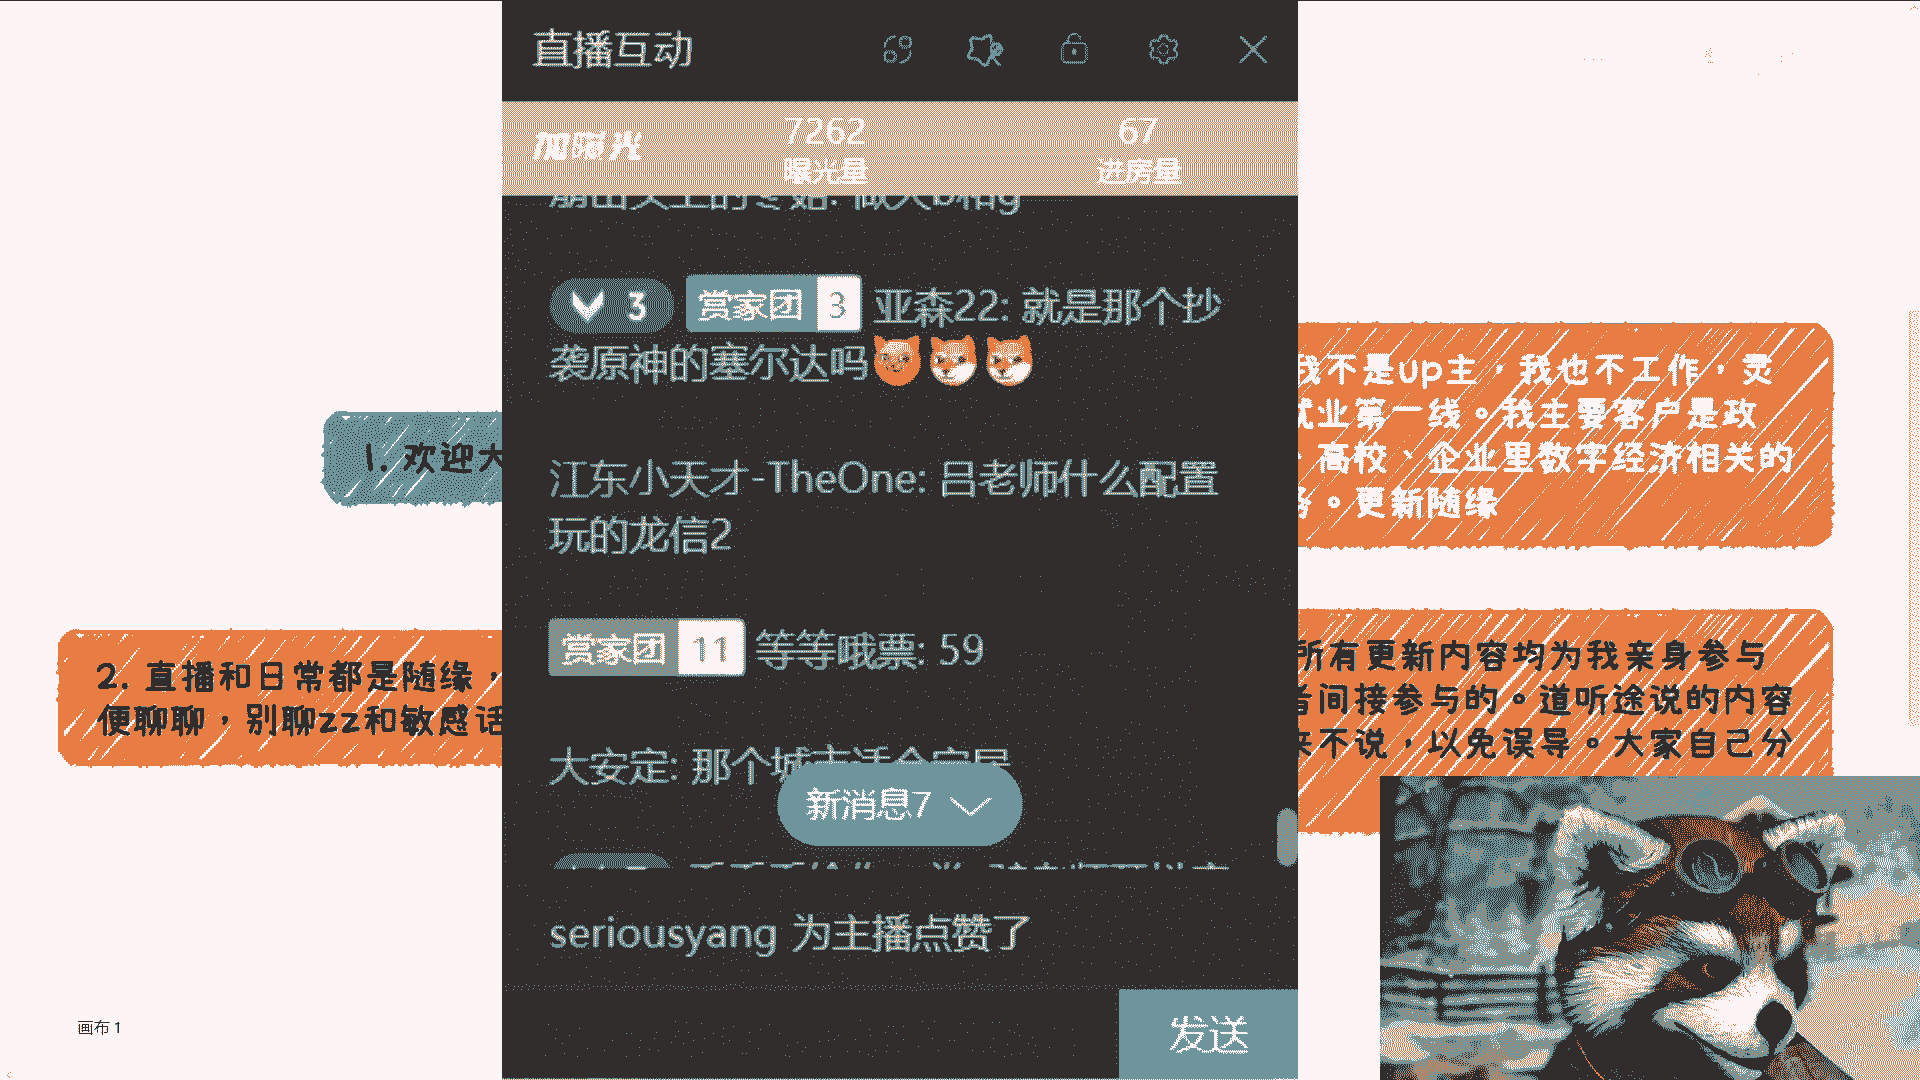 直播互动
加曝光
7262
曝光量
67
进房量
3 赏家团 3 亚森22: 就是那个抄
袭原神的塞尔达吗
江东小天才-TheOne: 吕老师什么配置
玩的龙信2
赏家团 11 等等哦票: 59
大安定: 那个城市适合定居
新消息7
seriousyang 为主播点赞了
发送
1. 欢迎大
2. 直播和日常都是随缘，
便聊聊，别聊zz和敏感话
我不是up主，我也不工作，灵
就业第一线。我主要客户是政
、高校、企业里数字经济相关的
务。更新随缘
所有更新内容均为我亲身参与
者间接参与的。道听途说的内容
来不说，以免误导。大家自己分
画布 1